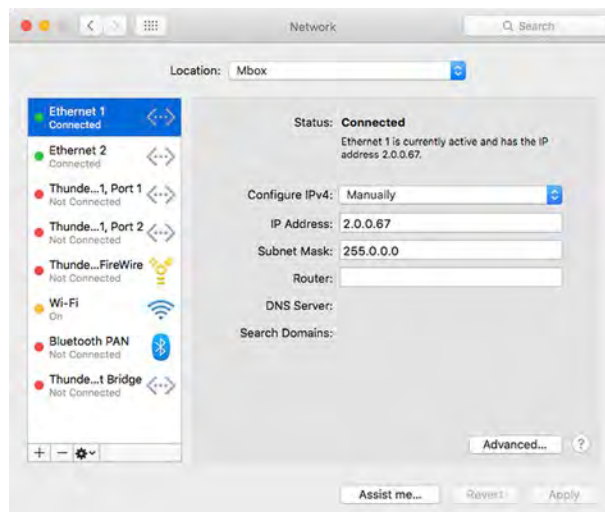 Network
Search
Location: Mbox
Ethernet 1
Connected
Ethernet 2
Connected
Thunde...1, Port 1
Not Connected
Thunde...1, Port 2
Not Connected
Thunde...FireWire
Not Connected
Wi-Fi
On
Bluetooth PAN
Not Connected
Thunde...t Bridge
Not Connected
Status: Connected
Ethernet 1 is currently active and has the IP
address 2.0.0.67.
Configure IPv4: Manually
IP Address: 2.0.0.67
Subnet Mask: 255.0.0.0
Router:
DNS Server:
Search Domains:
Advanced... ?
Assist me... Revert Apply